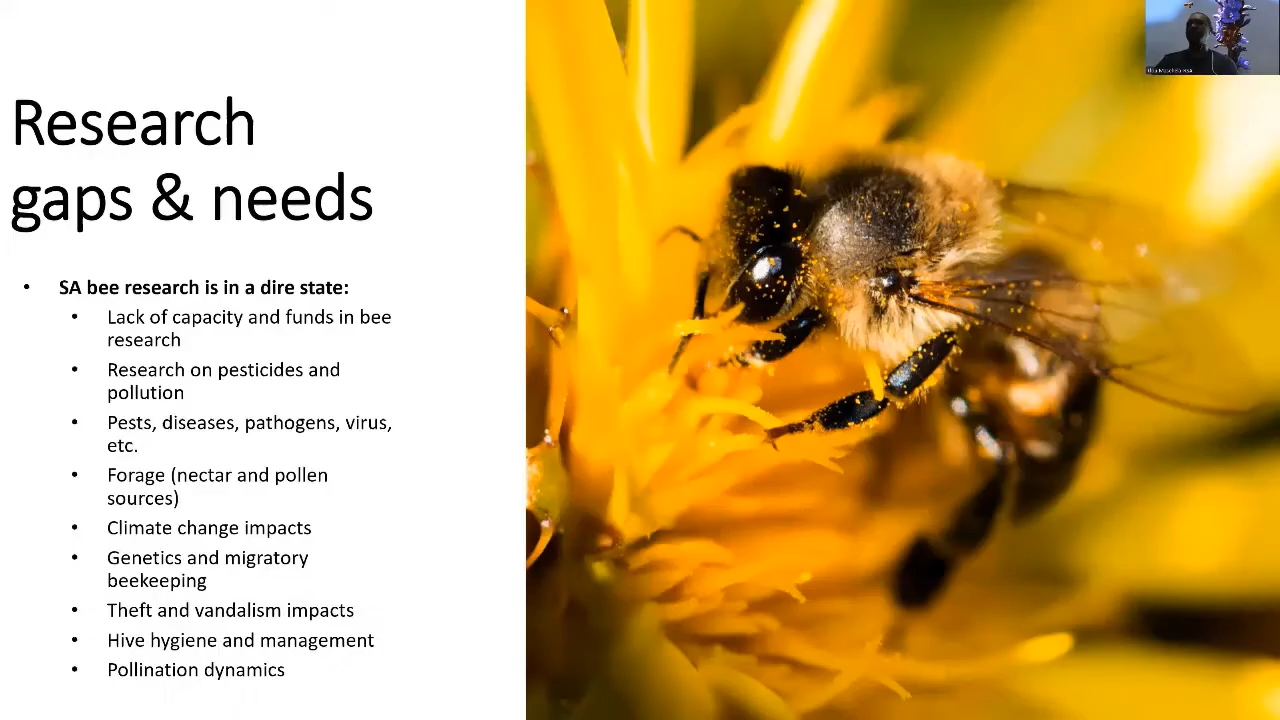 Research
gaps & needs
• SA bee research is in a dire state:
• Lack of capacity and funds in bee
research
• Research on pesticides and
pollution
• Pests, diseases, pathogens, virus,
etc.
• Forage (nectar and pollen
sources)
• Climate change impacts
• Genetics and migratory
beekeeping
• Theft and vandalism impacts
• Hive hygiene and management
• Pollination dynamics